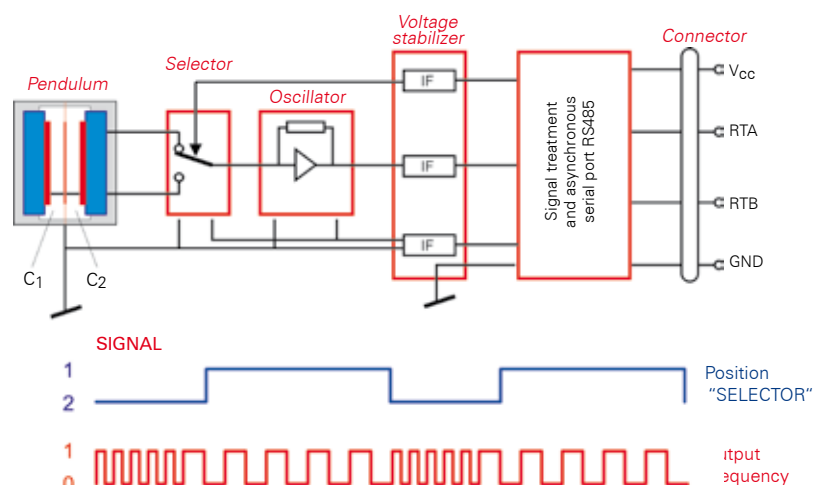 Voltage
stabilizer
Connector
Selector
Pendulum
Oscillator
IF
IF
IF
Signal treatment
and asynchronous
serial port RS485
VCC
RTA
RTB
GND
C1
C2
SIGNAL
1
2
Position
"SELECTOR"
1
0